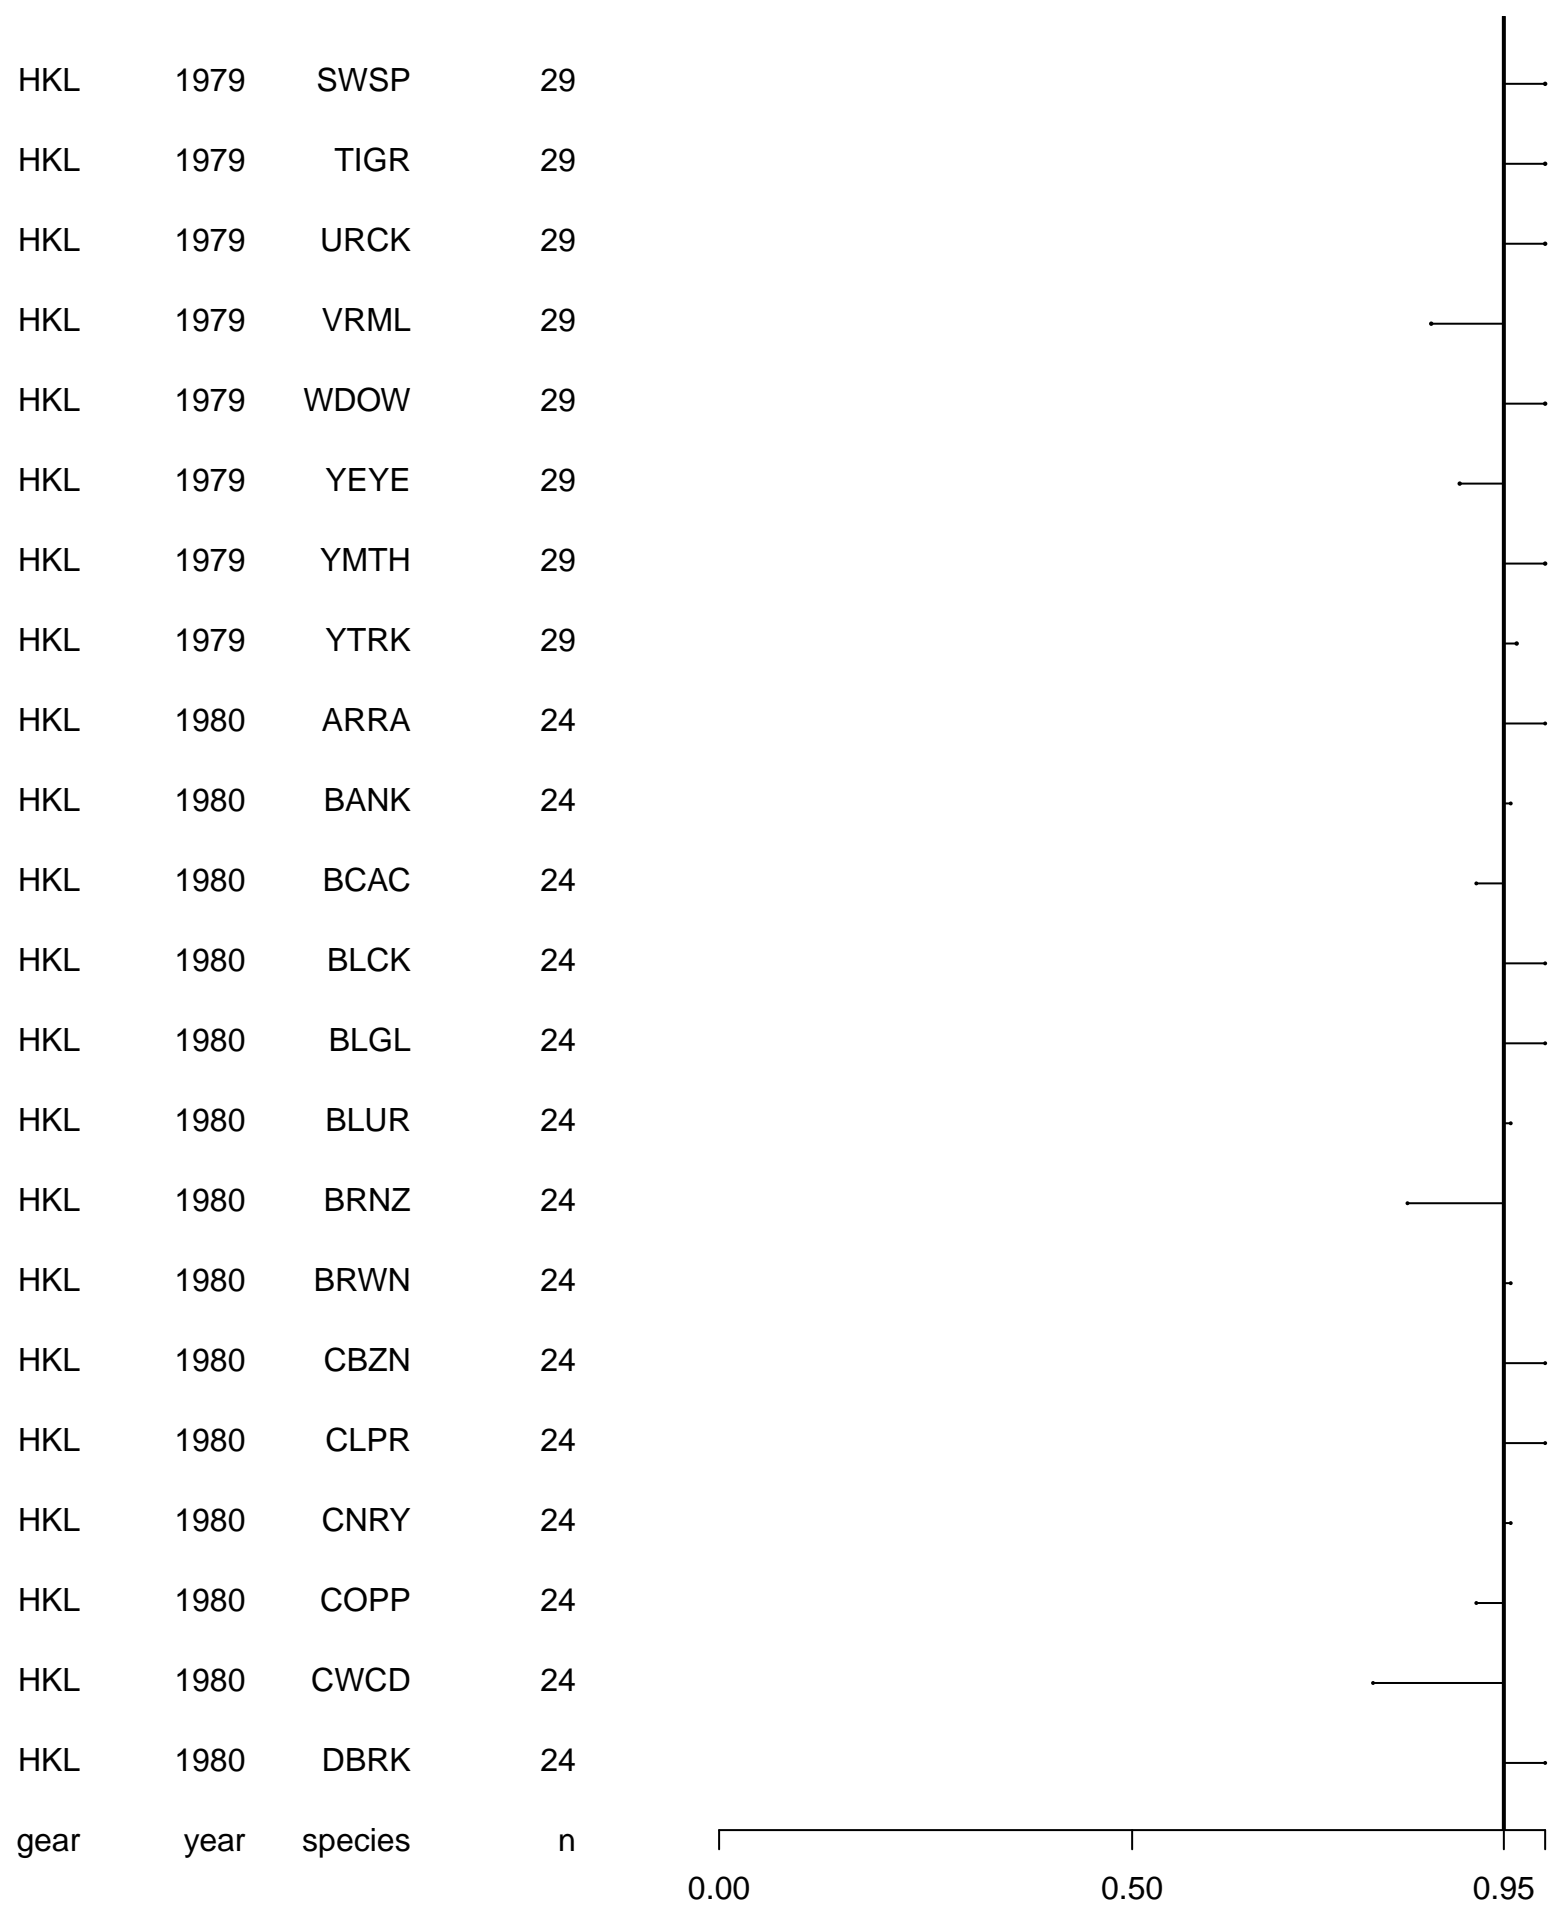 HKL 1979 SWSP 29
HKL 1979 TIGR 29
HKL 1979 URCK 29
HKL 1979 VRML 29
HKL 1979 WDOW 29
HKL 1979 YEYE 29
HKL 1979 YMTH 29
HKL 1979 YTRK 29
HKL 1980 ARRA 24
HKL 1980 BANK 24
HKL 1980 BCAC 24
HKL 1980 BLCK 24
HKL 1980 BLGL 24
HKL 1980 BLUR 24
HKL 1980 BRNZ 24
HKL 1980 BRWN 24
HKL 1980 CBZN 24
HKL 1980 CLPR 24
HKL 1980 CNRY 24
HKL 1980 COPP 24
HKL 1980 CWCD 24
HKL 1980 DBRK 24
gear year species n
0.00 0.50 0.95